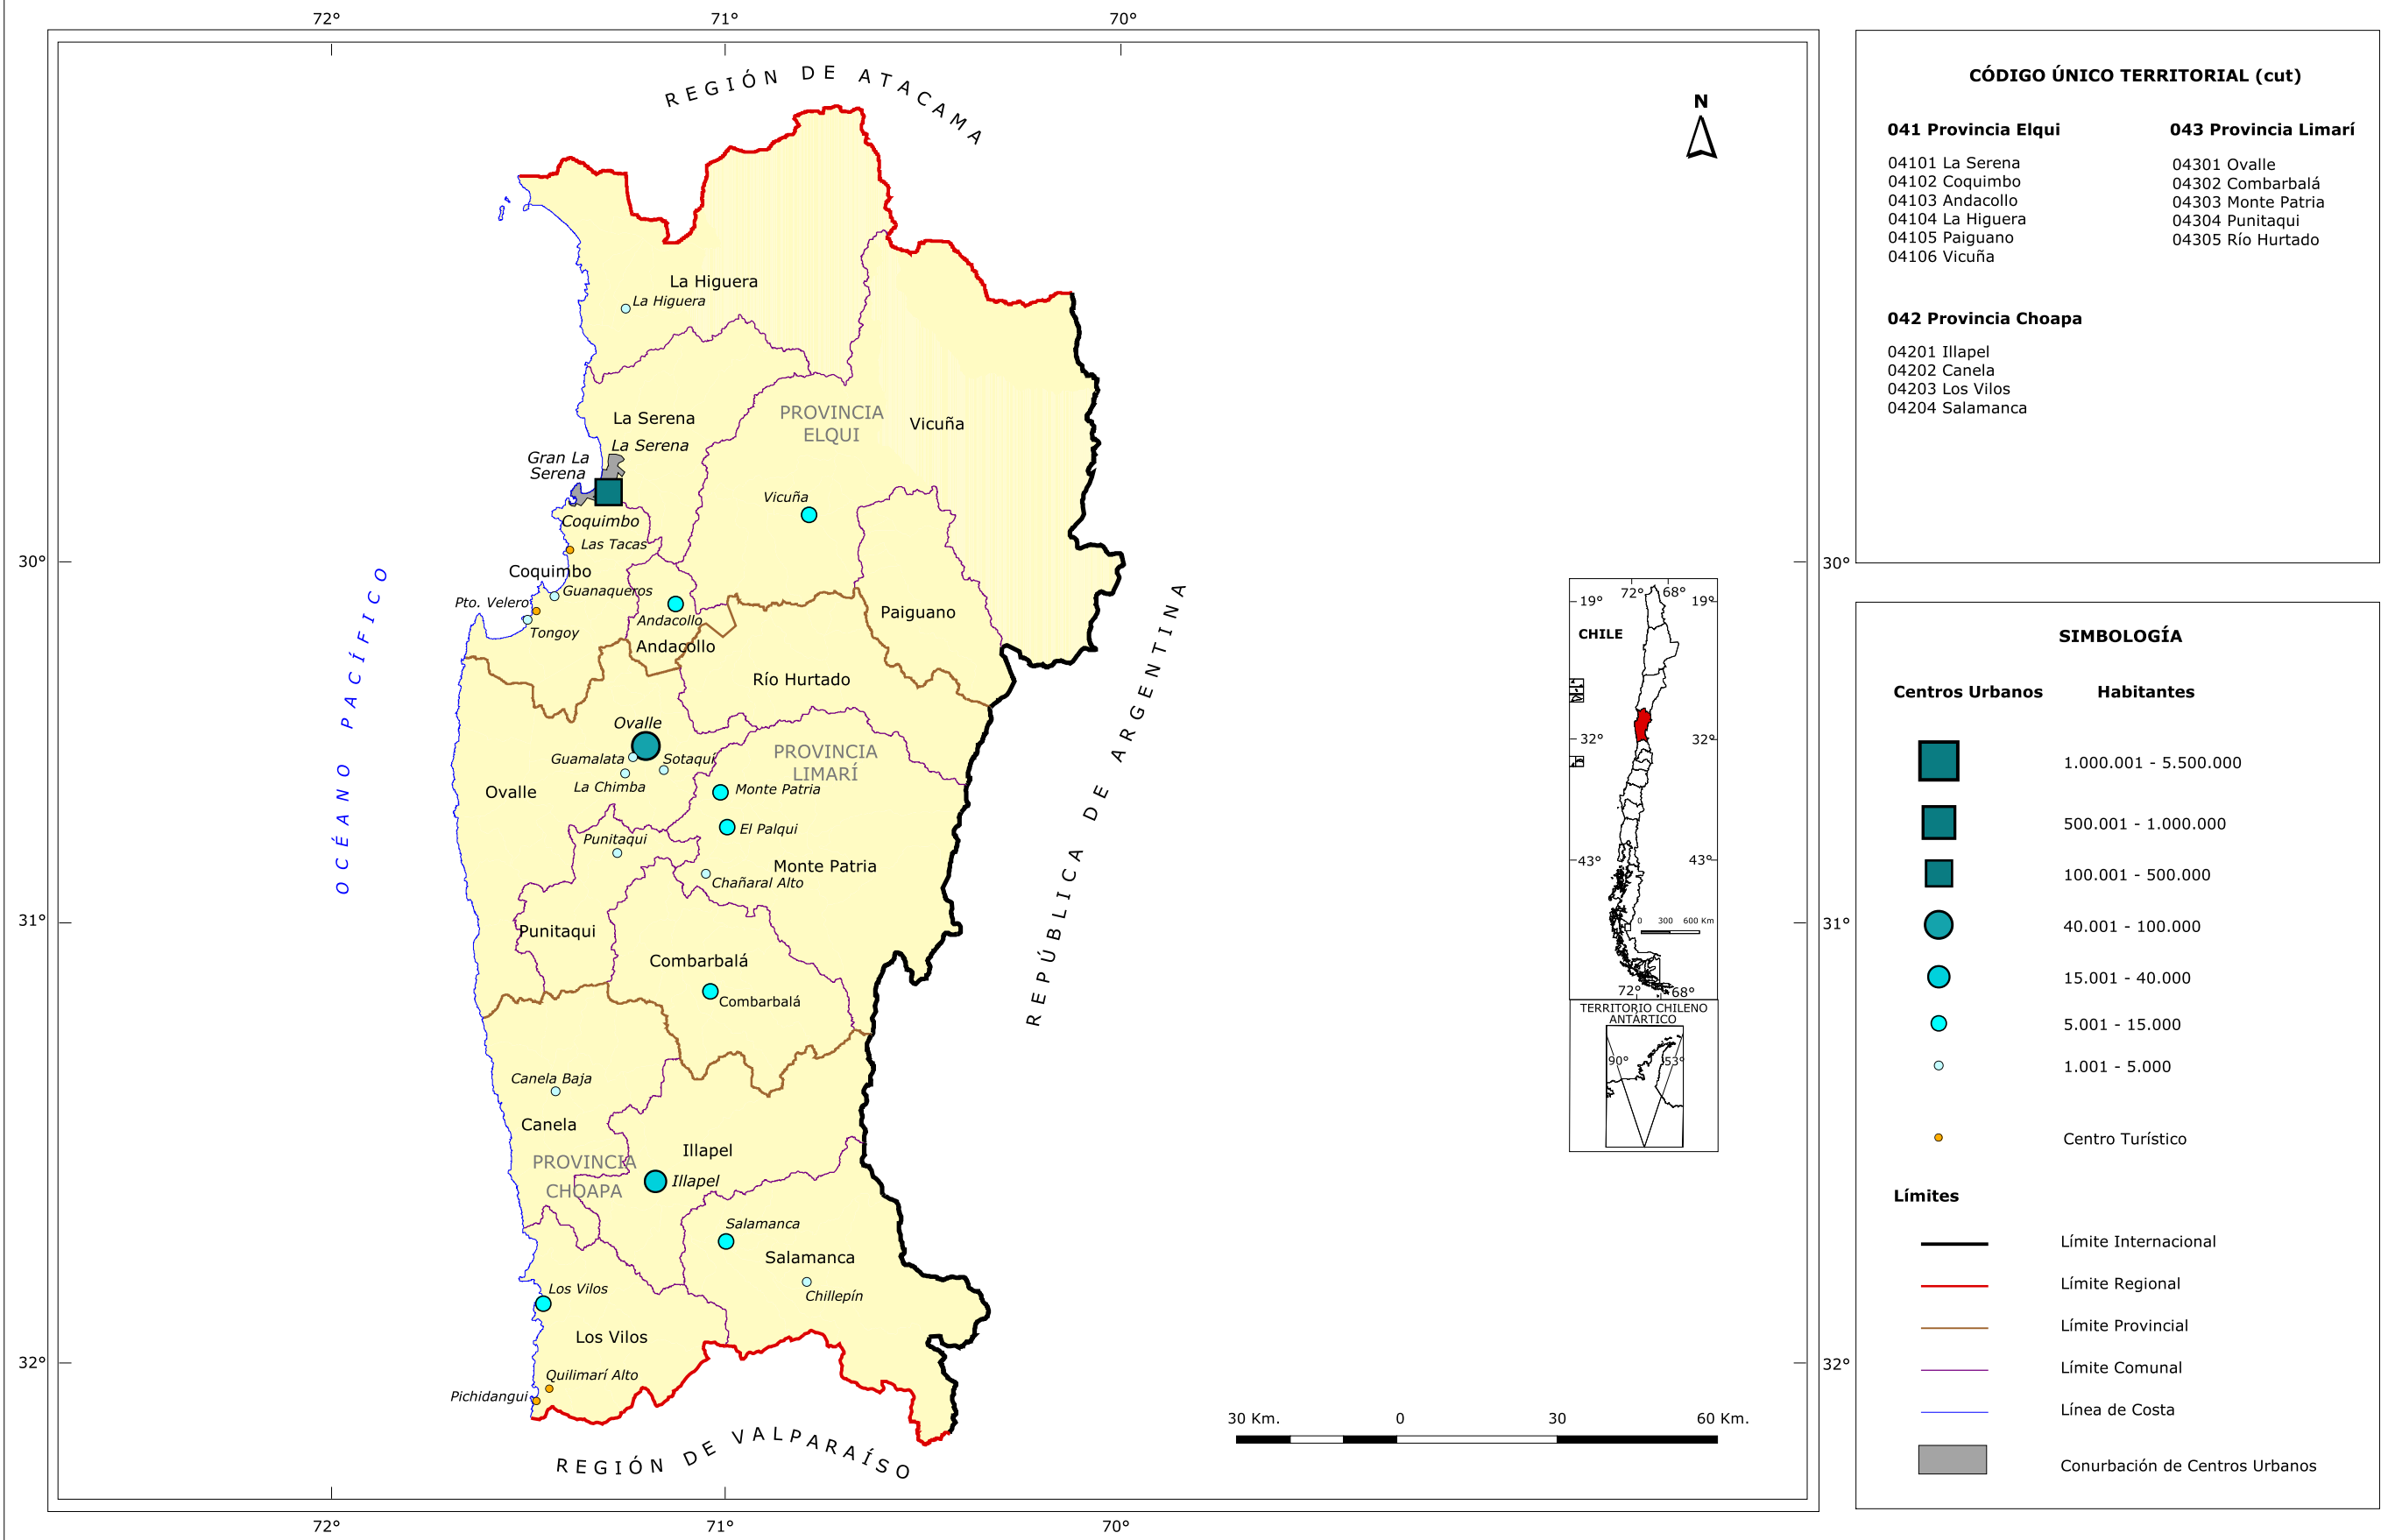 72°
71°
70°
REGIÓN DE ATACAMA
N
La Higuera
La Higuera
La Serena
La Serena
PROVINCIA
ELQUI
Vicuña
Gran La
Serena
Vicuña
Coquimbo
Las Tacas
30°
30°
Coquimbo
Guanaqueros
Pto. Velero
Tongoy
Andacollo
Andacollo
Paiguano
Río Hurtado
OCÉANO PACÍFICO
REPÚBLICA DE ARGENTINA
Ovalle
Guamalata
Sotaquí
La Chimba
Ovalle
PROVINCIA
LIMARÍ
Monte Patria
El Palqui
Punitaqui
Monte Patria
Chañaral Alto
31°
31°
Punitaqui
Combarbalá
Combarbalá
Canela Baja
Canela
Illapel
PROVINCIA
CHOAPA
Illapel
Salamanca
Salamanca
Chillepín
Los Vilos
Los Vilos
32°
32°
Quilimarí Alto
Pichidangui
REGIÓN DE VALPARAÍSO
30 Km.
0
30
60 Km.
72°
71°
70°
72°
68°
19°
19°
CHILE
32°
32°
43°
43°
0
300
600 Km
72°
68°
TERRITORIO CHILENO
ANTÁRTICO
90°
53°
CÓDIGO ÚNICO TERRITORIAL (cut)
041 Provincia Elqui
04101 La Serena
04102 Coquimbo
04103 Andacollo
04104 La Higuera
04105 Paiguano
04106 Vicuña
043 Provincia Limarí
04301 Ovalle
04302 Combarbalá
04303 Monte Patria
04304 Punitaqui
04305 Río Hurtado
042 Provincia Choapa
04201 Illapel
04202 Canela
04203 Los Vilos
04204 Salamanca
SIMBOLOGÍA
Centros Urbanos
Habitantes
1.000.001 - 5.500.000
500.001 - 1.000.000
100.001 - 500.000
40.001 - 100.000
15.001 - 40.000
5.001 - 15.000
1.001 - 5.000
Centro Turístico
Límites
Límite Internacional
Límite Regional
Límite Provincial
Límite Comunal
Línea de Costa
Conurbación de Centros Urbanos